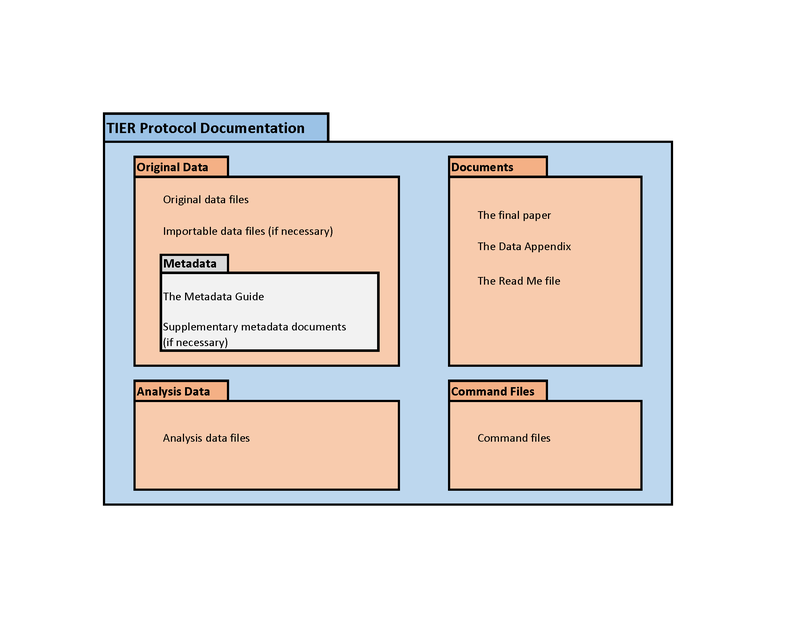 TIER Protocol Documentation
Original Data
Original data files
Importable data files (if necessary)
Metadata
The Metadata Guide
Supplementary metadata documents
(if necessary)
Documents
The final paper
The Data Appendix
The Read Me file
Analysis Data
Analysis data files
Command Files
Command files